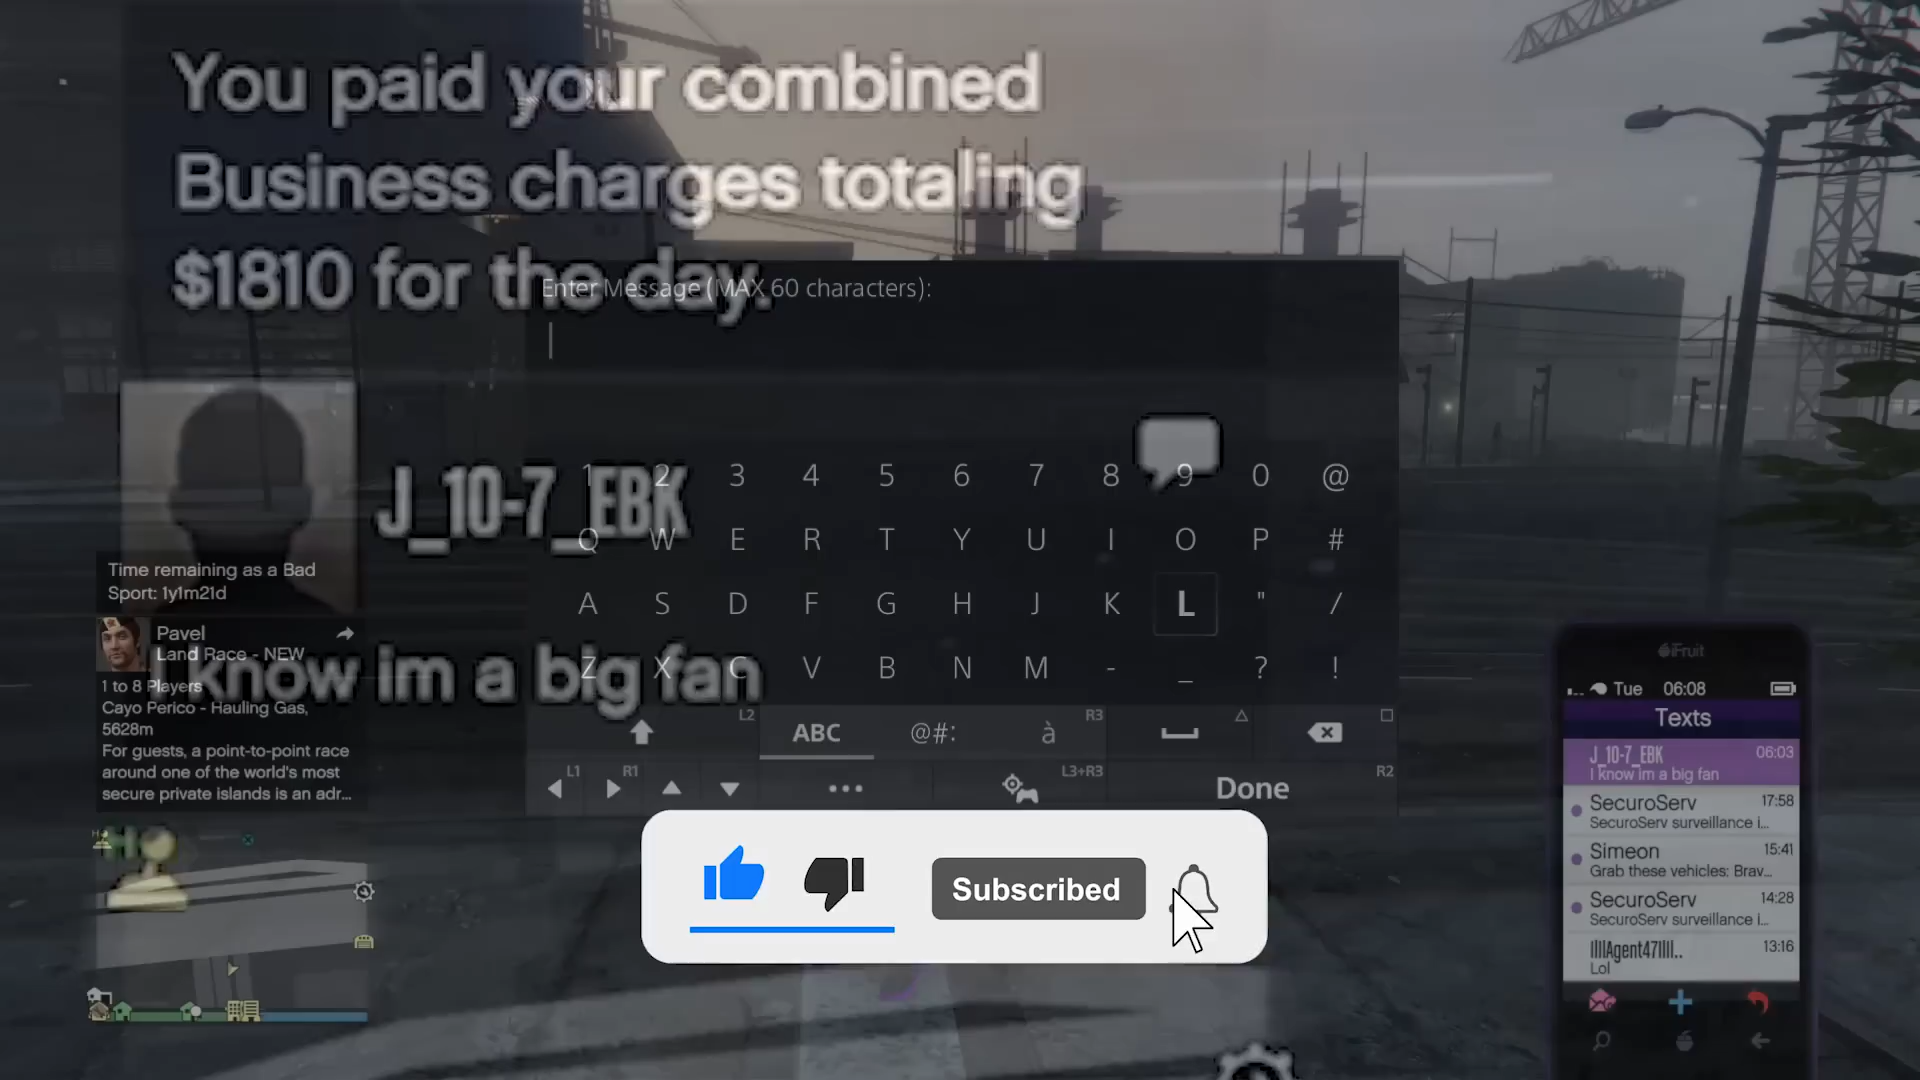 You paid your combined
Business charges totaling
$1810 for the day.
Enter Message (MAX 60 characters):
J_10-7_EBK
1 2 3 4 5 6 7 8 9 0 @
Q W E R T Y U I O P #
A S D F G H J K L " /
Z X C V B N M - _ ? !
I know im a big fan
L2
ABC
@#:
à
R3
L1
R1
L3+R3
Done
R2
Time remaining as a Bad
Sport: 1y1m21d
Pavel
Land Race - NEW
1 to 8 Players
Cayo Perico - Hauling Gas,
5628m
For guests, a point-to-point race
around one of the world's most
secure private islands is an adr...
Subscribed
iFruit
Tue 06:08
Texts
J_10-7_EBK 06:03
I know im a big fan
SecuroServ 17:58
SecuroServ surveillance i...
Simeon 15:41
Grab these vehicles: Brav...
SecuroServ 14:28
SecuroServ surveillance i...
IIIIAgent47IIII.. 13:16
Lol